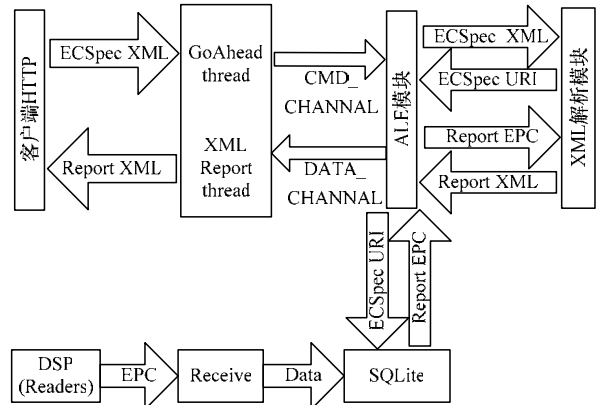 客户端HTTP
ECSpec XML
Report XML
GoAhead
thread
XML
Report
thread
CMD_
CHANNAL
DATA_
CHANNAL
ALE模块
ECSpec XML
ECSpec URI
Report EPC
Report XML
XML解析模块
ECSpec URI
Report EPC
DSP
(Readers)
EPC
Receive
Data
SQLite